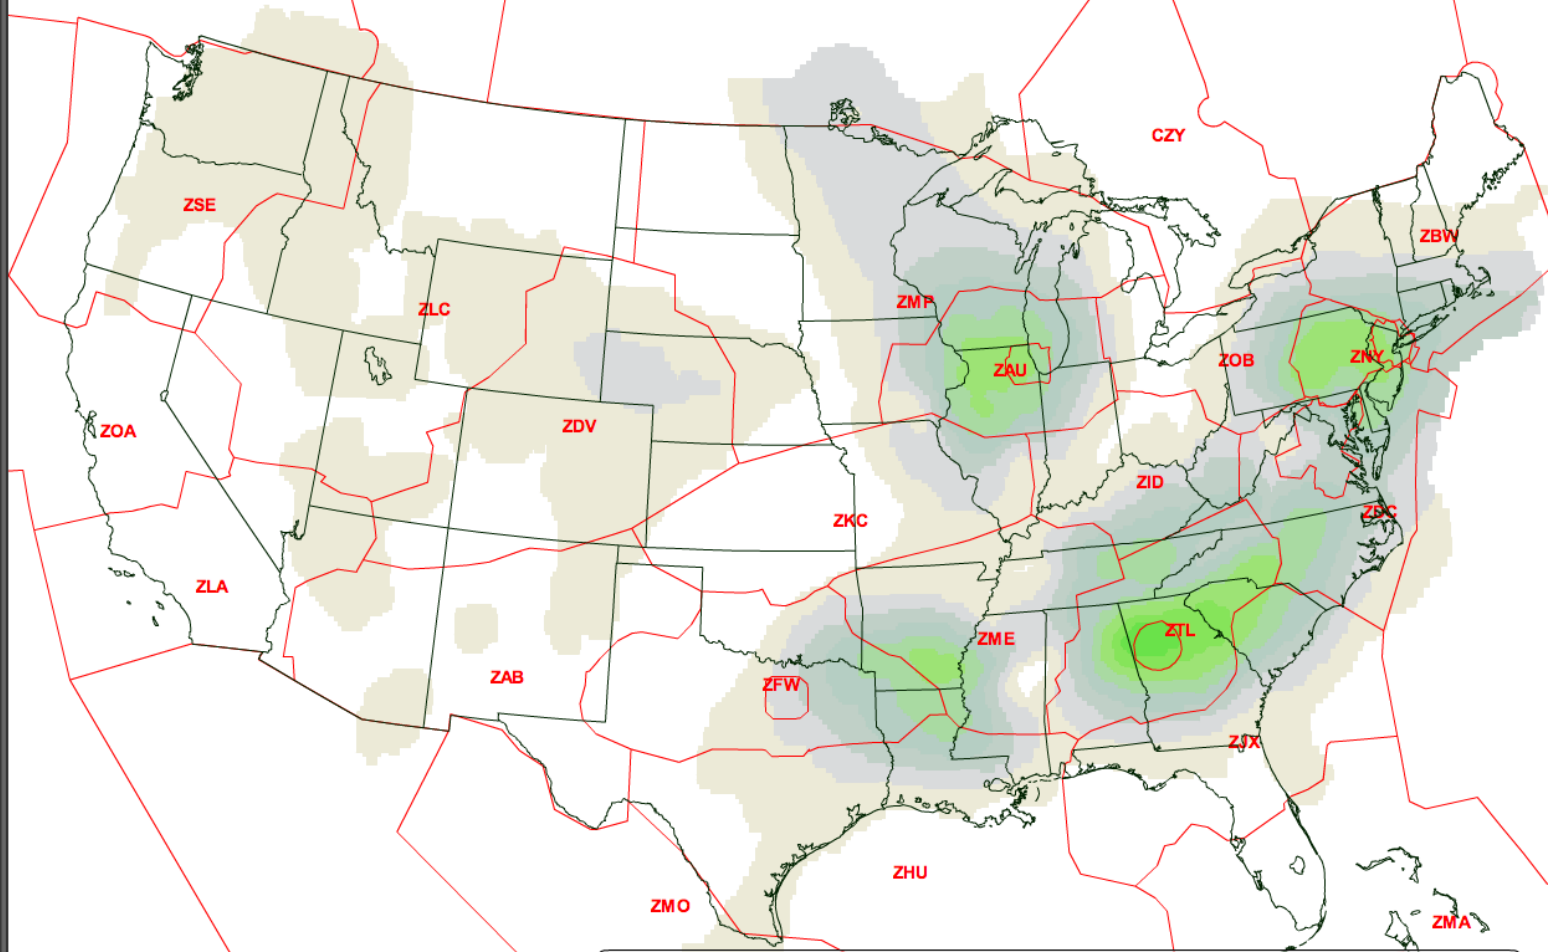 CZY
ZSE
ZBW
ZLC
ZMP
ZNY
ZOB
ZAU
ZDV
ZOA
ZID
ZDC
ZKC
ZLA
ZTL
ZME
ZAB
ZFW
ZJX
ZHU
ZMO
ZMA